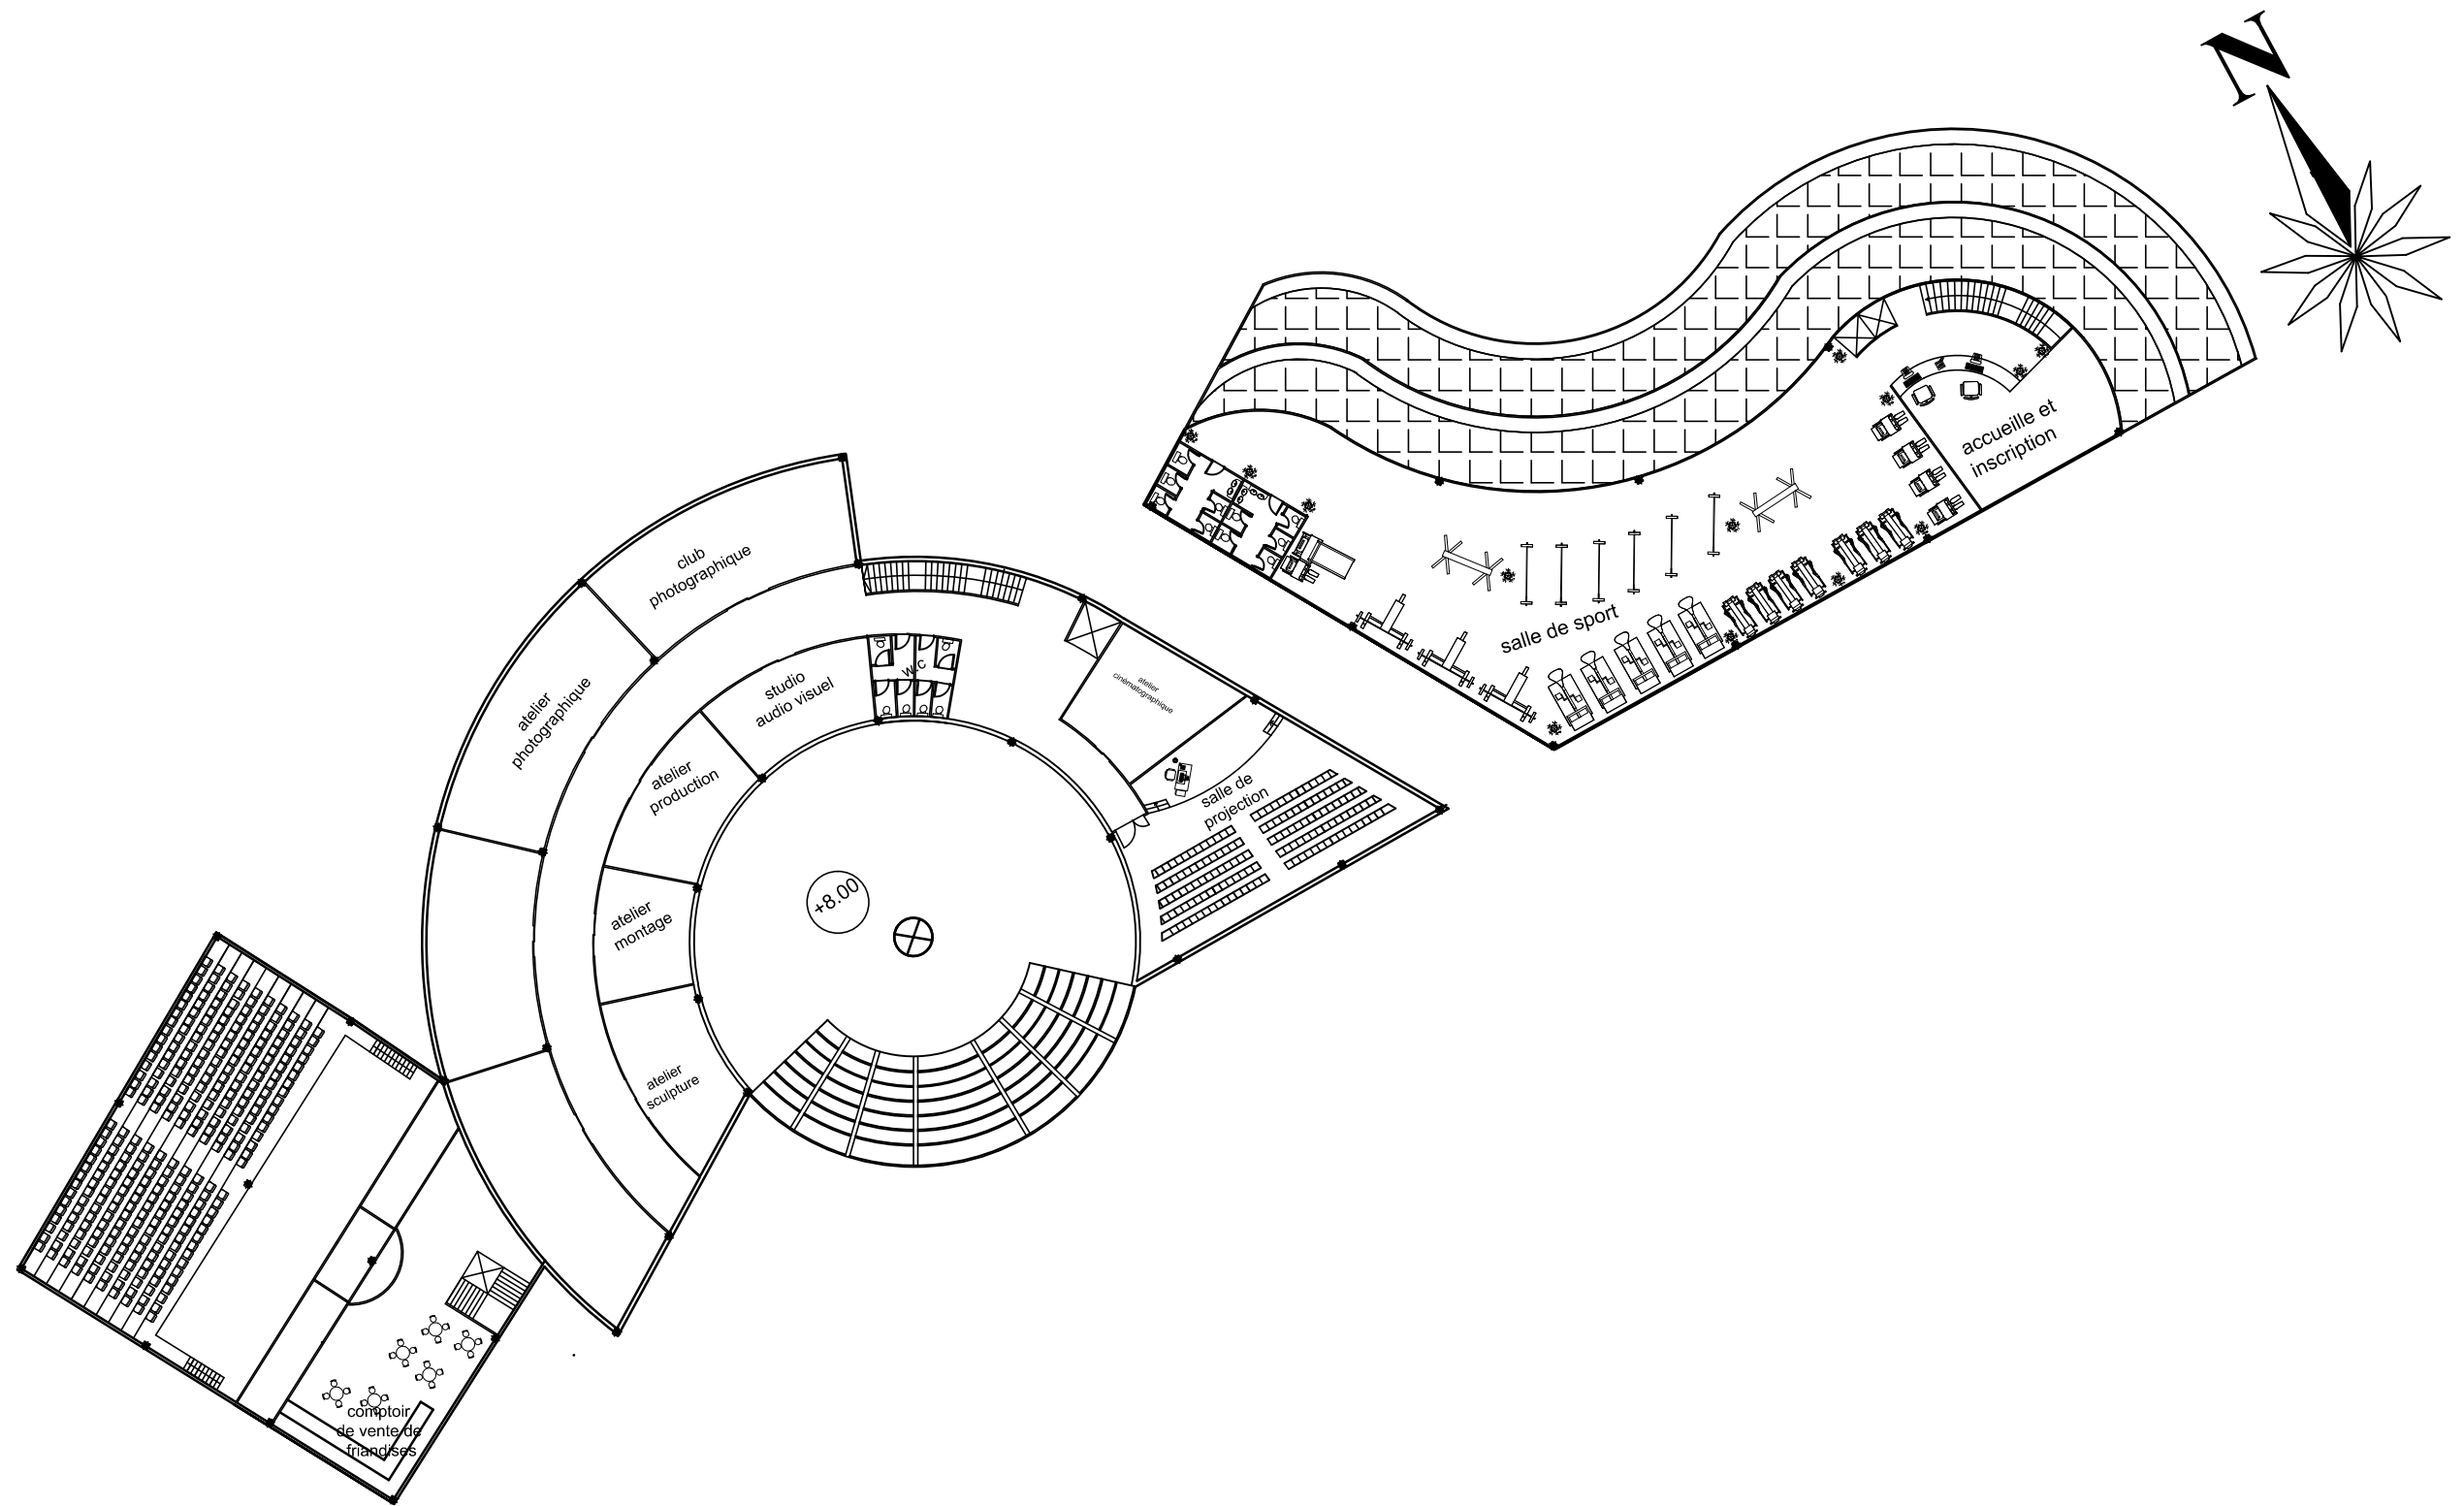 N
accueille et
inscription
salle de sport
club
photographique
atelier
photographique
studio
audio visuel
w.c
atelier
cinématographique
atelier
production
salle de
projection
+8.00
atelier
montage
atelier
sculpture
comptoir
de vente de
friandises